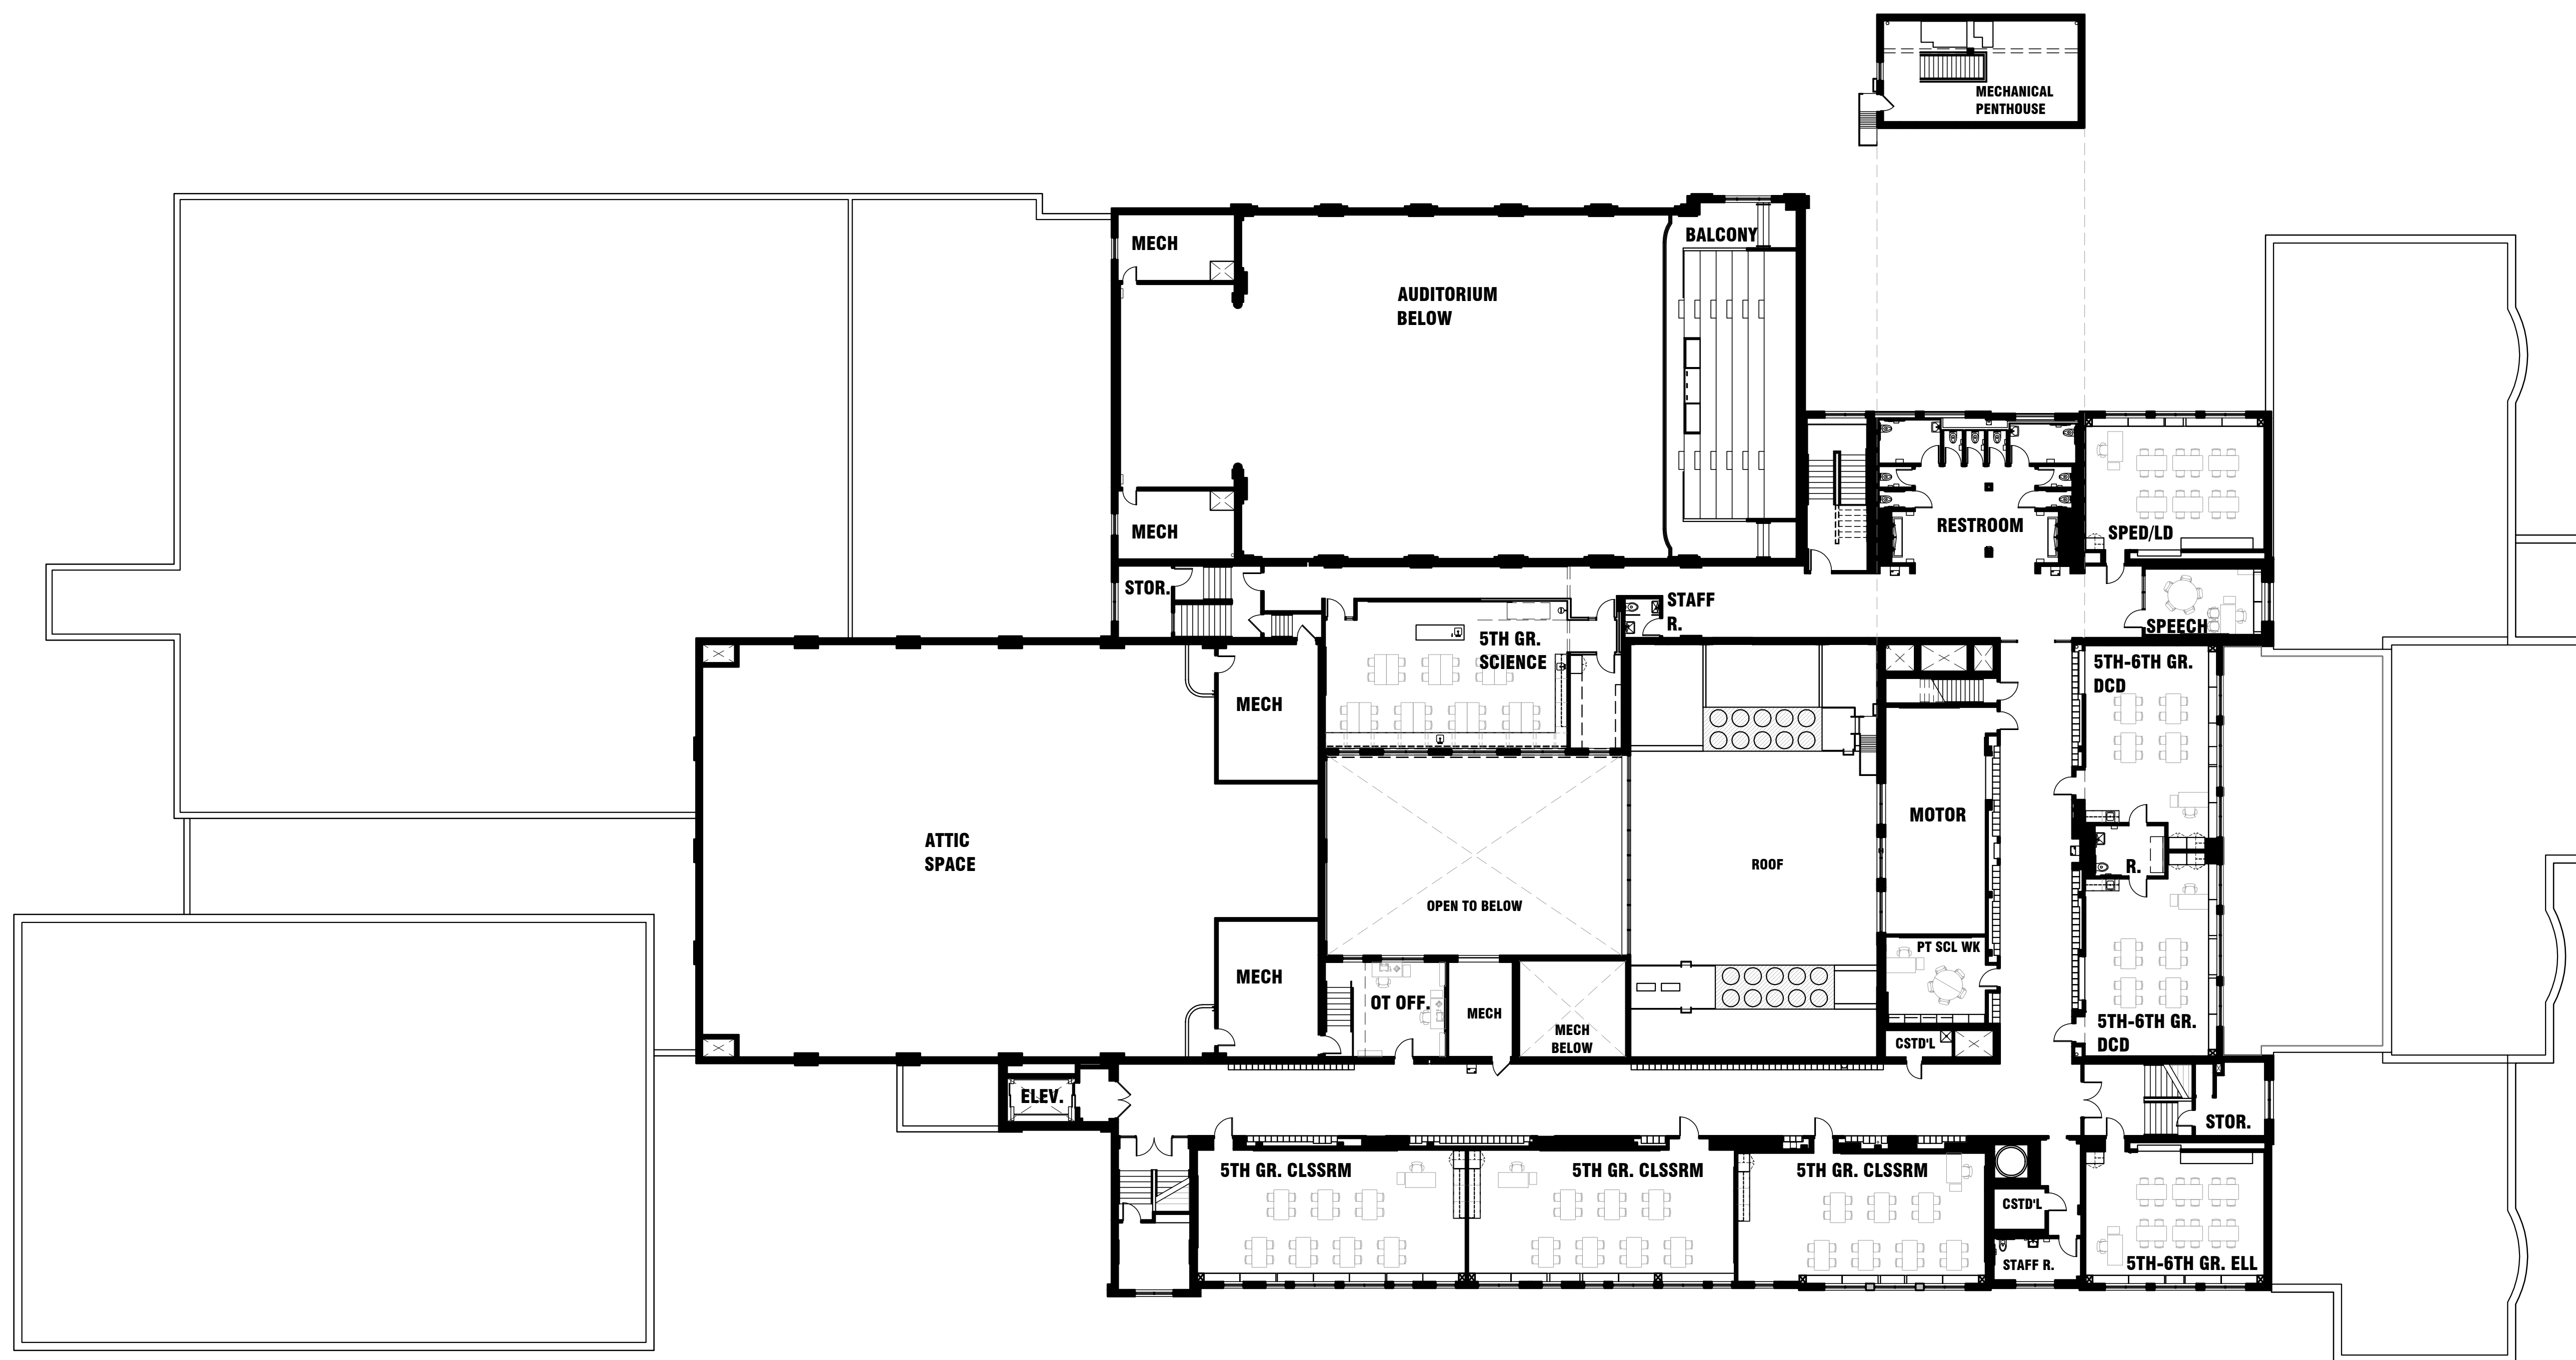 MECHANICAL
PENTHOUSE
MECH
BALCONY
AUDITORIUM
BELOW
MECH
RESTROOM
SPED/LD
STOR.
STAFF
R.
SPEECH
5TH GR.
SCIENCE
5TH-6TH GR.
DCD
MECH
MOTOR
ATTIC
SPACE
ROOF
R.
OPEN TO BELOW
PT SCL WK
MECH
OT OFF.
MECH
MECH
BELOW
5TH-6TH GR.
DCD
CSTD'L
ELEV.
STOR.
5TH GR. CLSSRM
5TH GR. CLSSRM
5TH GR. CLSSRM
CSTD'L
STAFF R.
5TH-6TH GR. ELL